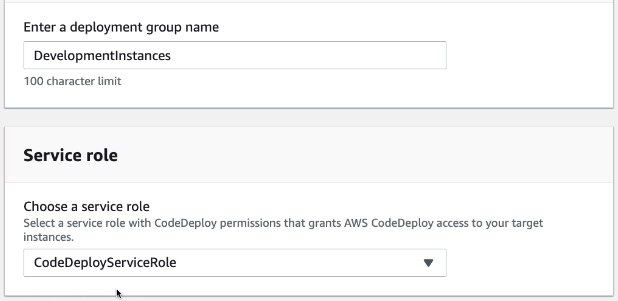 Enter a deployment group name
DevelopmentInstances
100 character limit
Service role
Choose a service role
Select a service role with CodeDeploy permissions that grants AWS CodeDeploy access to your target
instances.
CodeDeployServiceRole